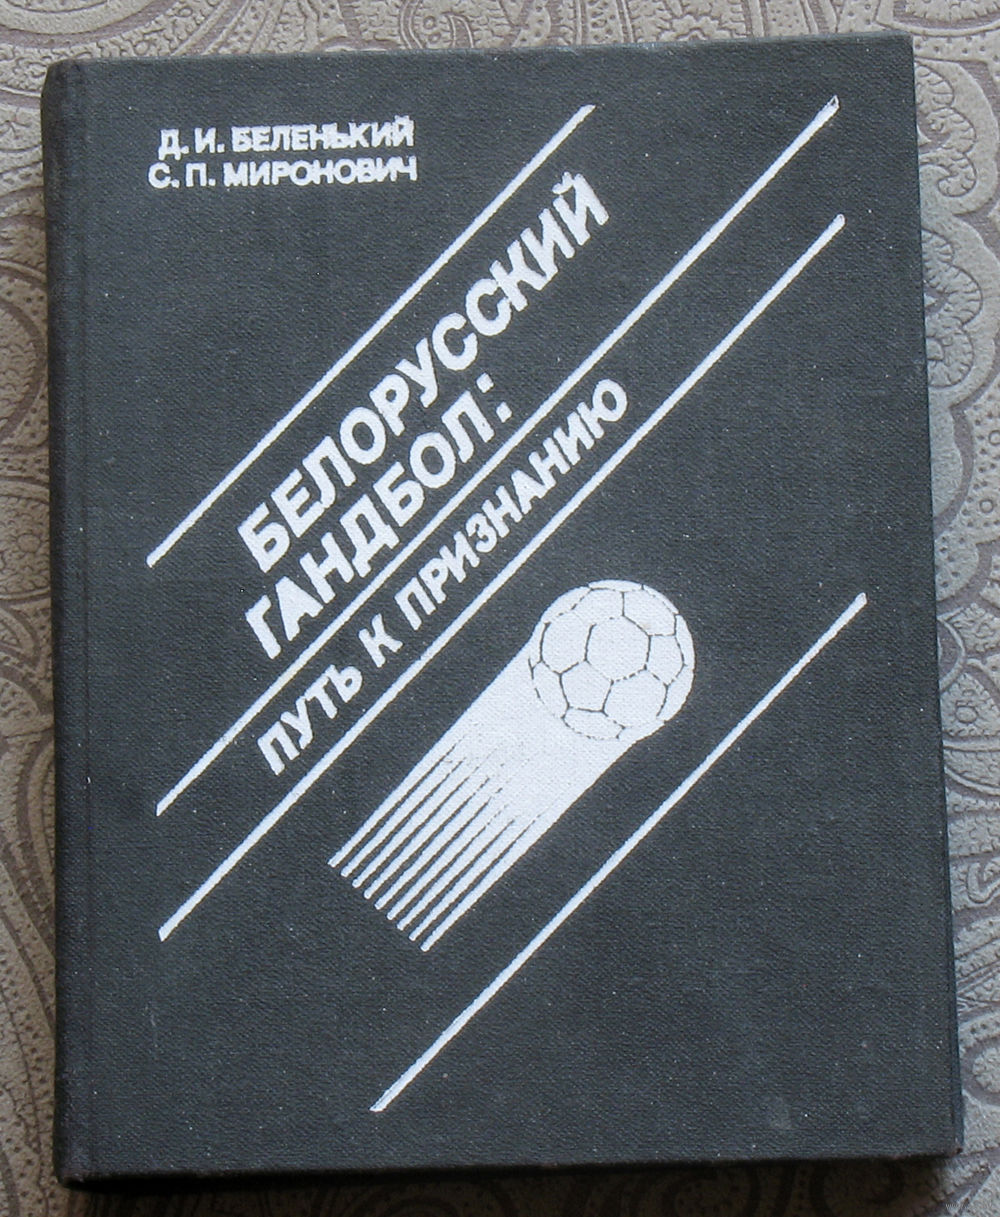 Д. И. БЕЛЕНЬКИЙ
С. П. МИРОНОВИЧ
БЕЛОРУССКИЙ
ГАНДБОЛ:
ПУТЬ К ПРИЗНАНИЮ